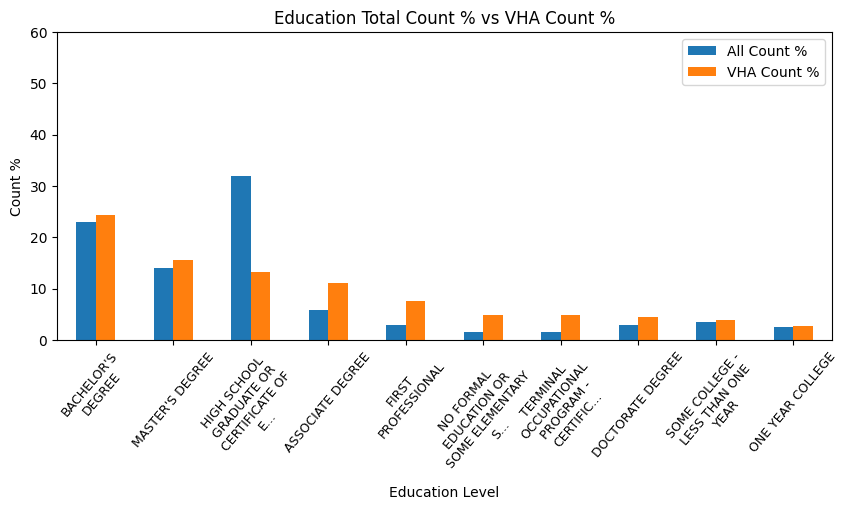 Education Total Count % vs VHA Count %
All Count %
VHA Count %
Count %
60
50
40
30
20
10
0
BACHELOR'S
DEGREE
MASTER'S DEGREE
HIGH SCHOOL
GRADUATE OR
CERTIFICATE OF
E...
ASSOCIATE DEGREE
FIRST
PROFESSIONAL
NO FORMAL
EDUCATION OR
SOME ELEMENTARY
S...
TERMINAL
OCCUPATIONAL
PROGRAM -
CERTIFIC...
DOCTORATE DEGREE
SOME COLLEGE -
LESS THAN ONE
YEAR
ONE YEAR COLLEGE
Education Level